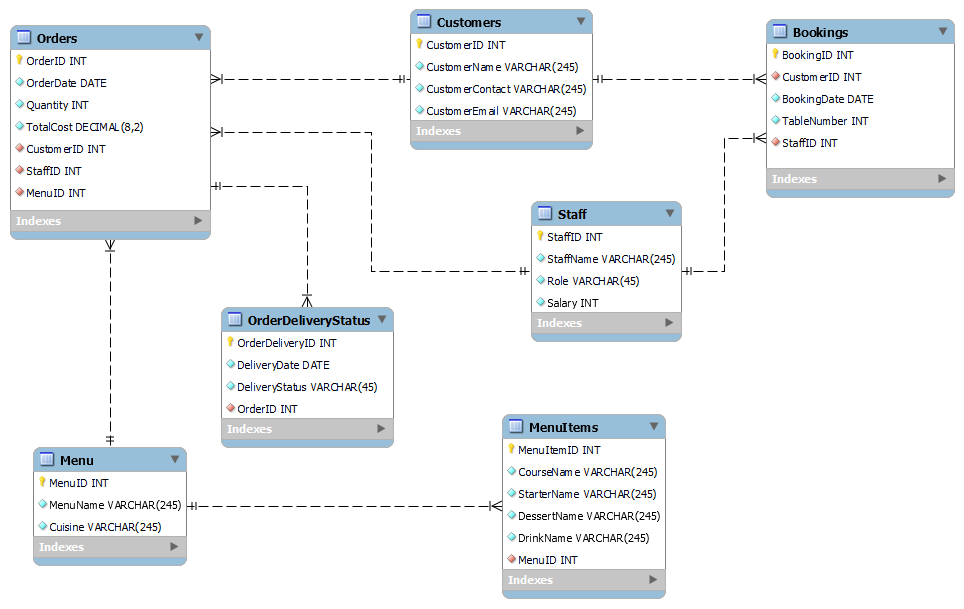 Orders
OrderID INT
OrderDate DATE
Quantity INT
TotalCost DECIMAL(8,2)
CustomerID INT
StaffID INT
MenuID INT
Indexes
Customers
CustomerID INT
CustomerName VARCHAR(245)
CustomerContact VARCHAR(245)
CustomerEmail VARCHAR(245)
Indexes
Bookings
BookingID INT
CustomerID INT
BookingDate DATE
TableNumber INT
StaffID INT
Indexes
Staff
StaffID INT
StaffName VARCHAR(245)
Role VARCHAR(45)
Salary INT
Indexes
OrderDeliveryStatus
OrderDeliveryID INT
DeliveryDate DATE
DeliveryStatus VARCHAR(45)
OrderID INT
Indexes
Menu
MenuID INT
MenuName VARCHAR(245)
Cuisine VARCHAR(245)
Indexes
MenuItems
MenuItemID INT
CourseName VARCHAR(245)
StarterName VARCHAR(245)
DessertName VARCHAR(245)
DrinkName VARCHAR(245)
MenuID INT
Indexes